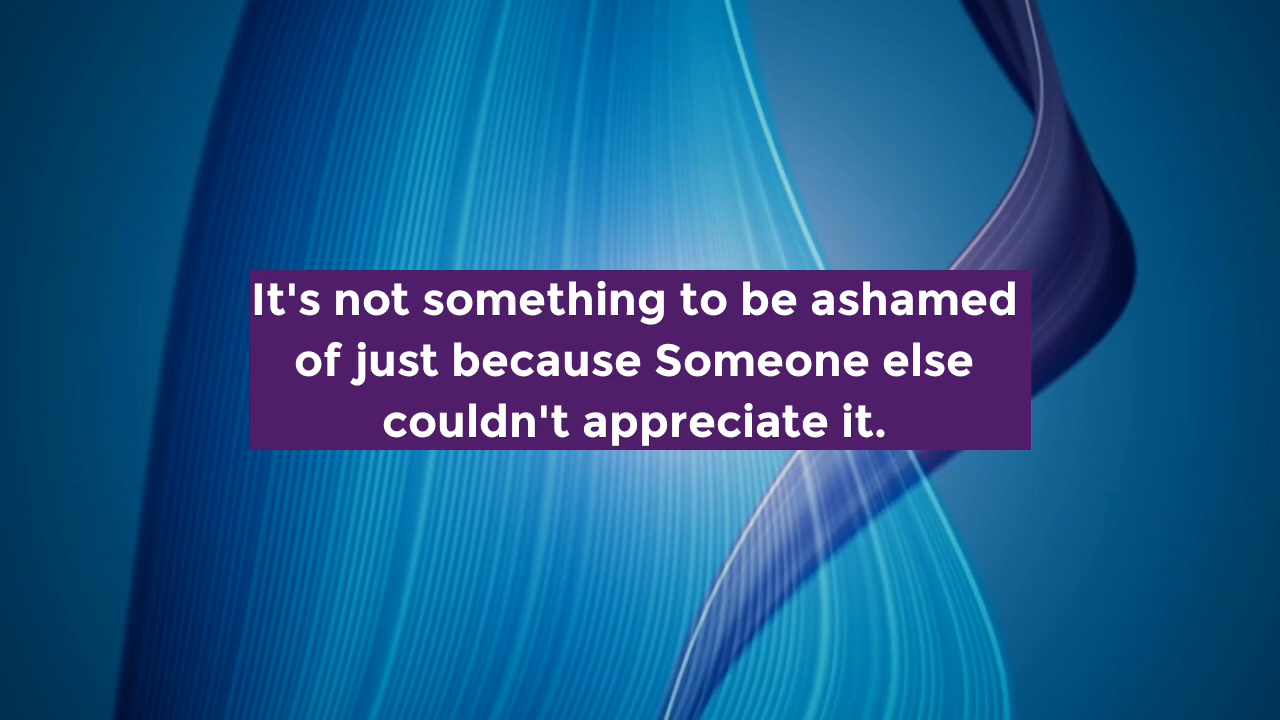 It's not something to be ashamed
of just because Someone else
couldn't appreciate it.